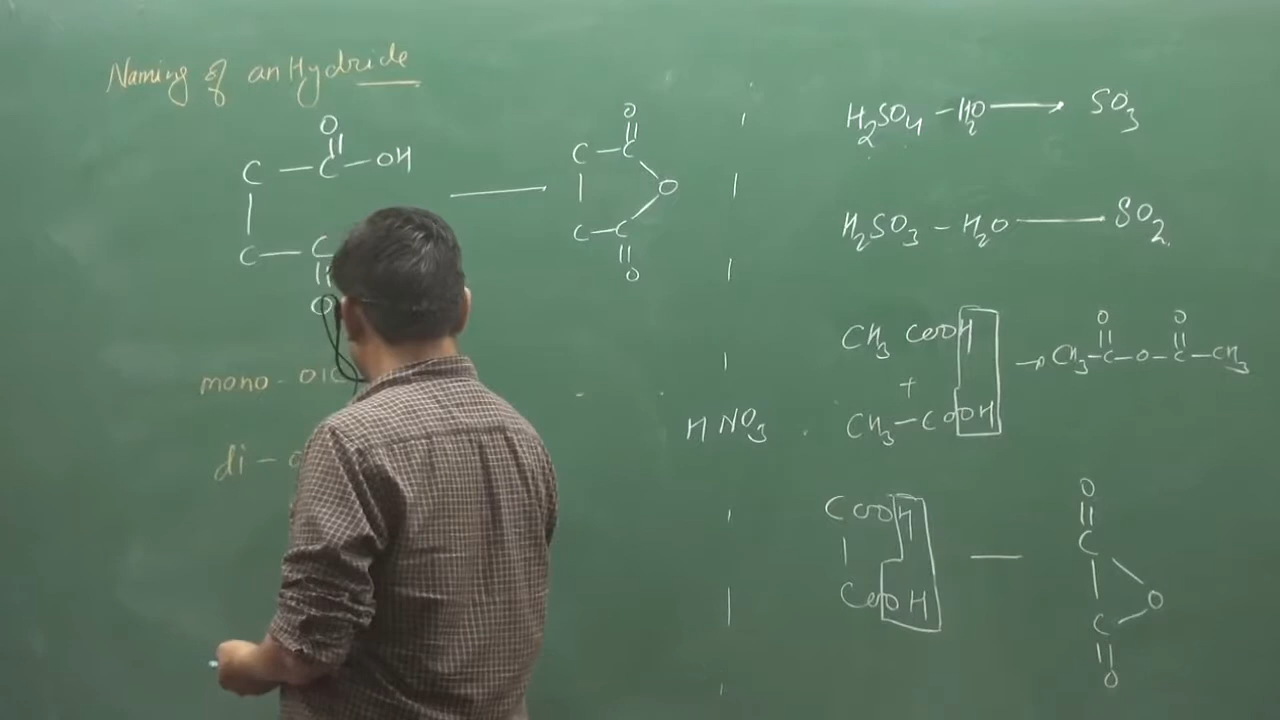 Naming of anHydride
O
||
C — C — OH
|
C — C
||
O
O
||
C — C
| O
C — C
||
O
mono - oic
di - o
H2SO4 - H2O → SO3
H2SO3 - H2O → SO2
CH3 COOH
+
CH3 - COOH
→ CH3 - C - O - C - CH3
O O
|| ||
HNO3
COOH
|
COOH
—
O
||
C
| O
C
||
O